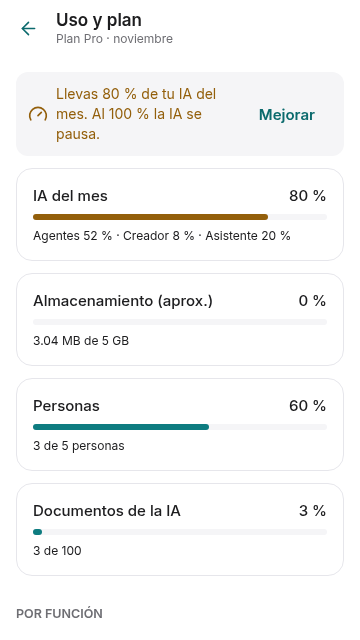 Uso y plan
Plan Pro · noviembre
Llevas 80 % de tu IA del
mes. Al 100 % la IA se
pausa.
Mejorar
IA del mes 80 %
Agentes 52 % · Creador 8 % · Asistente 20 %
Almacenamiento (aprox.) 0 %
3.04 MB de 5 GB
Personas 60 %
3 de 5 personas
Documentos de la IA 3 %
3 de 100
POR FUNCIÓN